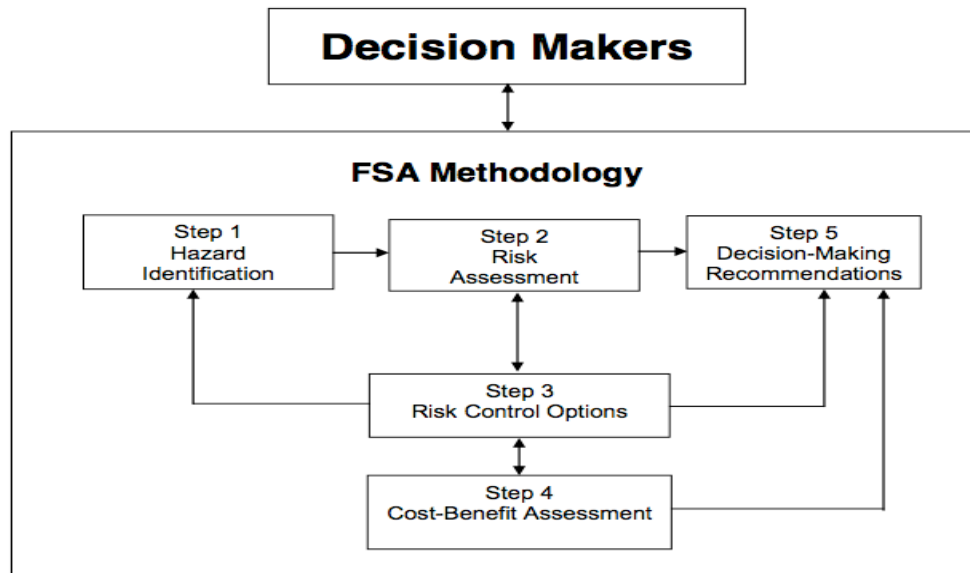 Decision Makers
FSA Methodology
Step 1
Hazard
Identification
Step 2
Risk
Assessment
Step 5
Decision-Making
Recommendations
Step 3
Risk Control Options
Step 4
Cost-Benefit Assessment